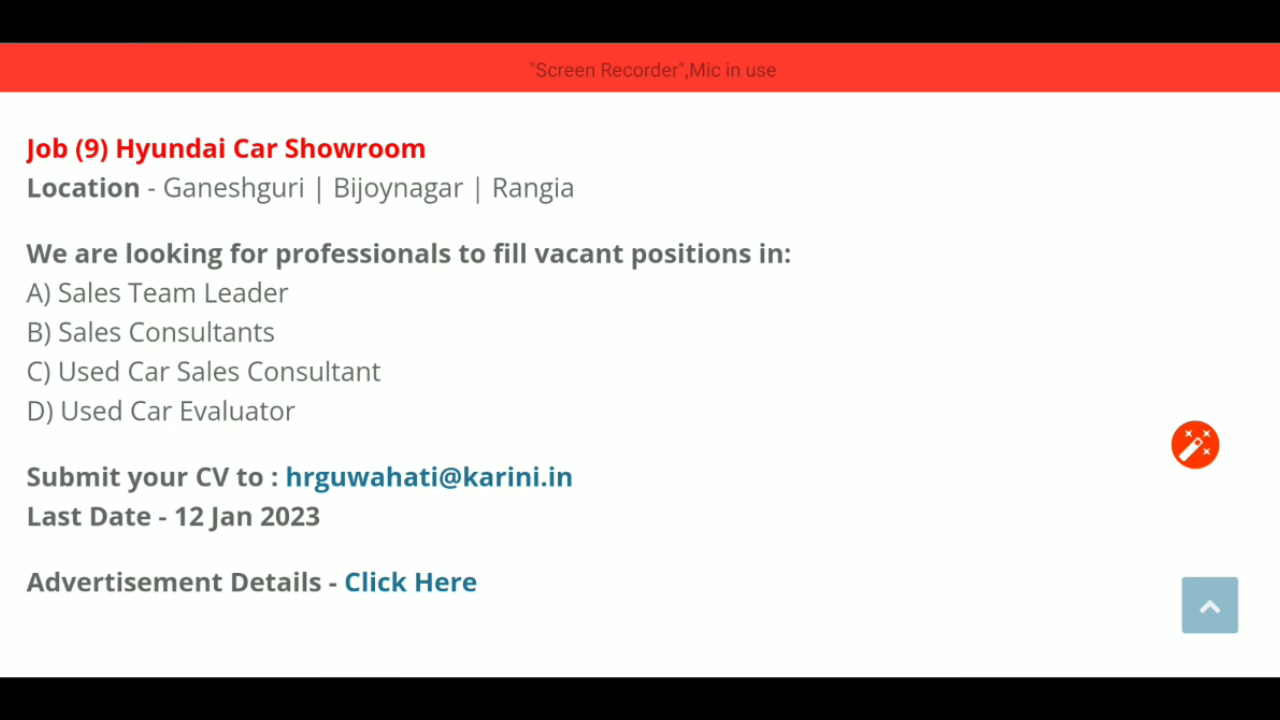 "Screen Recorder",Mic in use
Job (9) Hyundai Car Showroom
Location - Ganeshguri | Bijoynagar | Rangia
We are looking for professionals to fill vacant positions in:
A) Sales Team Leader
B) Sales Consultants
C) Used Car Sales Consultant
D) Used Car Evaluator
Submit your CV to : hrguwahati@karini.in
Last Date - 12 Jan 2023
Advertisement Details - Click Here